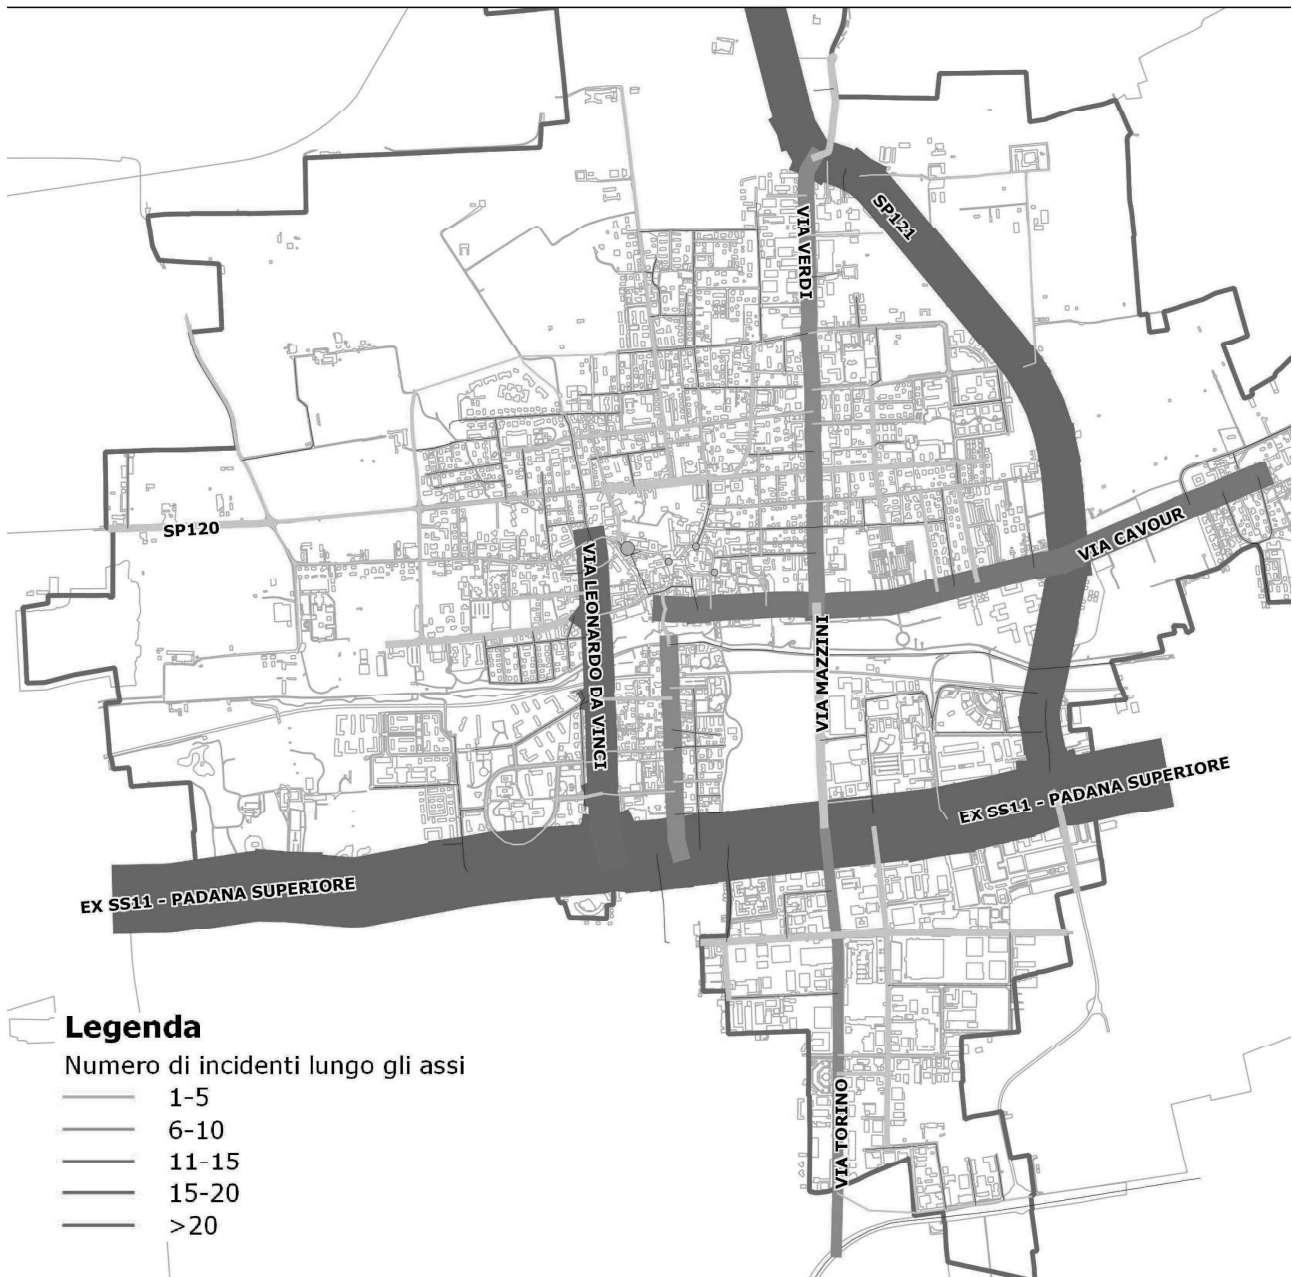 VIA VERDI
SP121
SP120
VIA CAVOUR
VIA LEONARDO DA VINCI
VIA MAZZINI
EX SS11 - PADANA SUPERIORE
EX SS11 - PADANA SUPERIORE
VIA TORINO
Legenda
Numero di incidenti lungo gli assi
1-5
6-10
11-15
15-20
>20